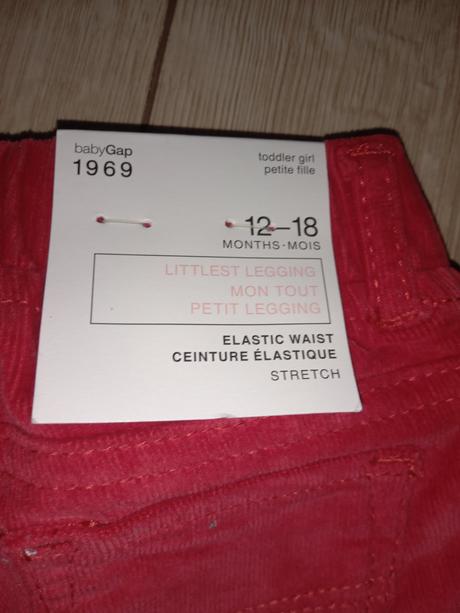 babyGap
1969
toddler girl
petite fille
12–18
MONTHS-MOIS
LITTLEST LEGGING
MON TOUT
PETIT LEGGING
ELASTIC WAIST
CEINTURE ÉLASTIQUE
STRETCH